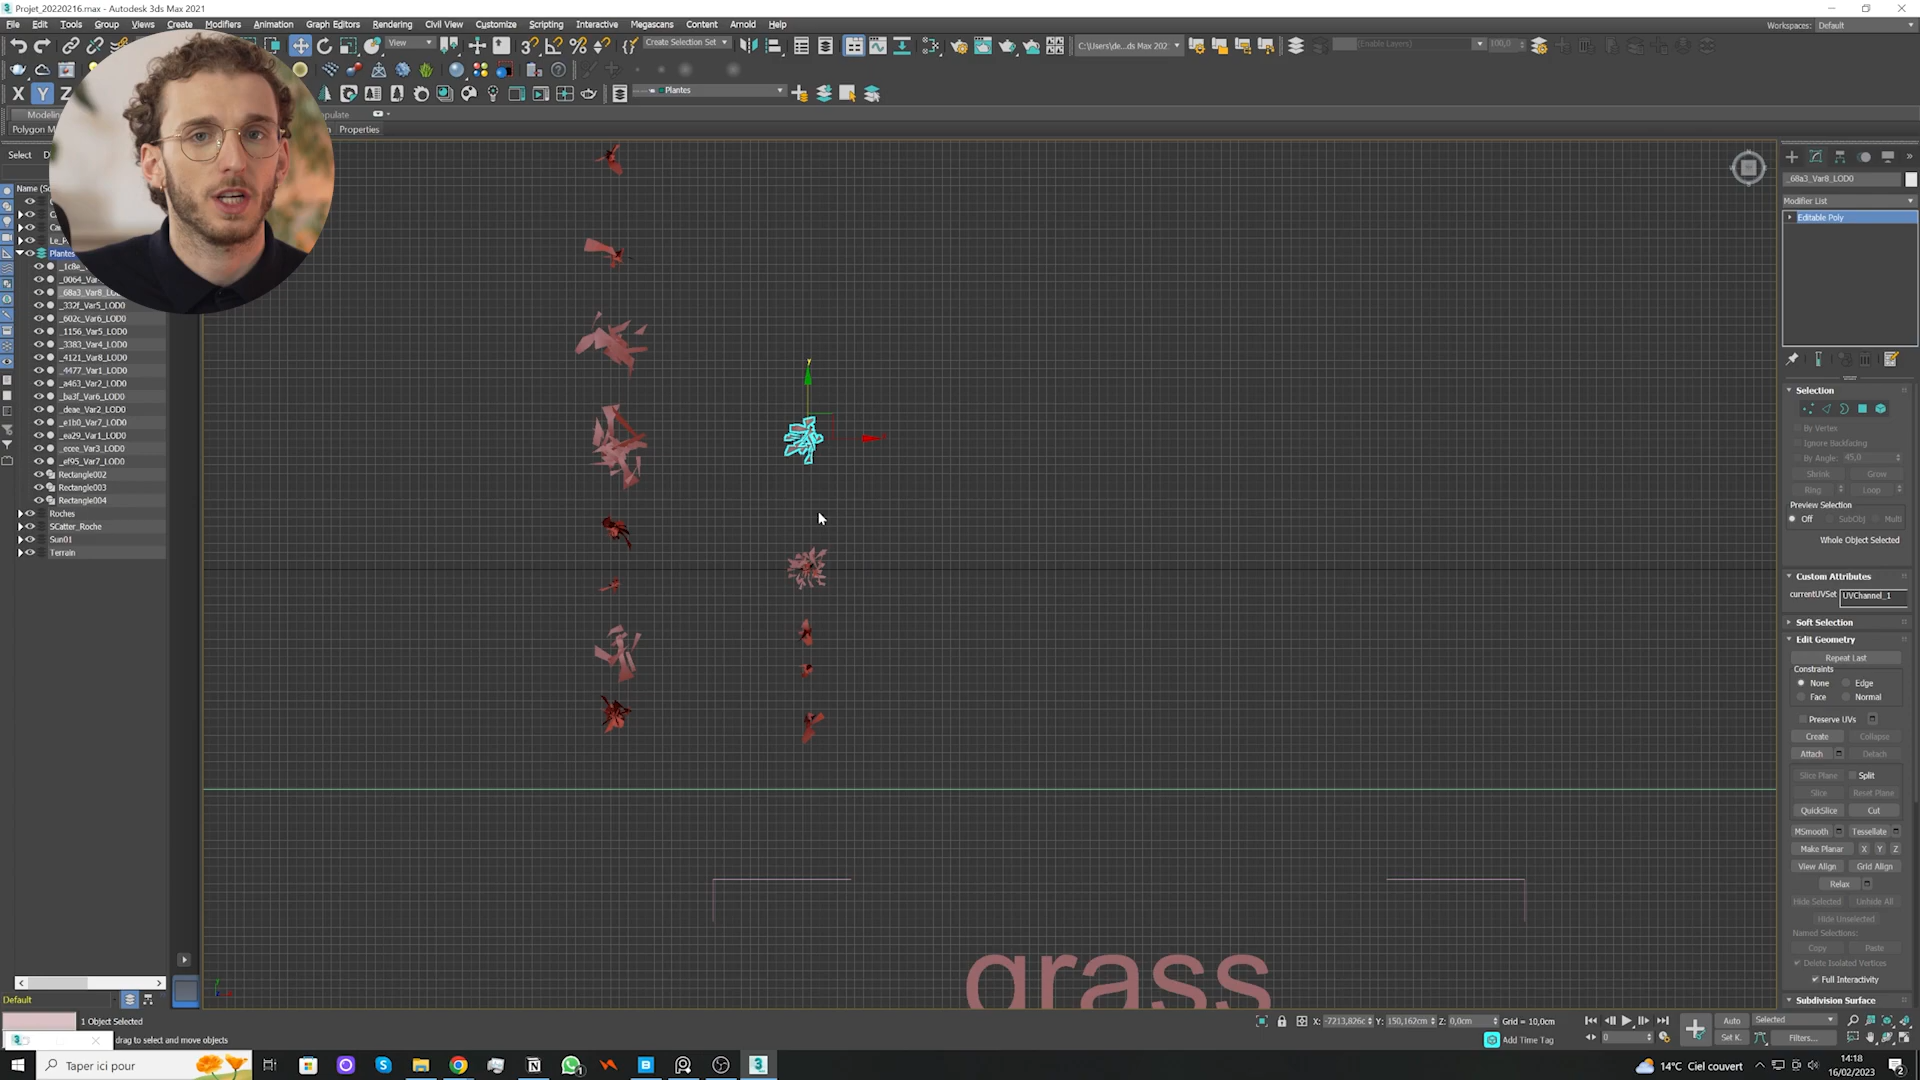 Projet_20220216.max - Autodesk 3ds Max 2021
File Edit Tools Group Views Create Modifiers Animation Graph Editors Rendering Civil View Customize Scripting Interactive Megascans Content Arnold Help
Workspaces: Default
View
Create Selection Set
C:\Users\de...ds Max 202
(Enable Layers)
100,0
X Y Z
Plantes
Properties
Select
Plantes
_1c8e_
_0064_Var
_68a3_Var8_LOD0
_332f_Var5_LOD0
_602c_Var6_LOD0
_1156_Var5_LOD0
_3383_Var4_LOD0
_4121_Var8_LOD0
_4477_Var1_LOD0
_a463_Var2_LOD0
_ba3f_Var6_LOD0
_deae_Var2_LOD0
_e1b0_Var7_LOD0
_ea29_Var1_LOD0
_ecee_Var3_LOD0
_ef95_Var7_LOD0
Rectangle002
Rectangle003
Rectangle004
Roches
SCatter_Roche
Sun01
Terrain
Default
y
grass
_68a3_Var8_LOD0
Modifier List
Editable Poly
Selection
By Vertex
Ignore Backfacing
By Angle: 45,0
Shrink Grow
Ring Loop
Preview Selection
Off SubObj Multi
Whole Object Selected
Custom Attributes
currentUVSet UVChannel_1
Soft Selection
Edit Geometry
Repeat Last
Constraints
None Edge
Face Normal
Preserve UVs
Create Collapse
Attach Detach
Slice Plane Split
Slice Reset Plane
QuickSlice Cut
MSmooth Tessellate
Make Planar X Y Z
View Align Grid Align
Relax
Hide Selected Unhide All
Hide Unselected
Named Selections:
Copy Paste
Delete Isolated Vertices
Full Interactivity
Subdivision Surface
1 Object Selected
drag to select and move objects
X: -7213,826c Y: 150,162cm Z: 0,0cm Grid = 10,0cm
Add Time Tag
0
Auto Selected
Set K. Filters...
Taper ici pour
14°C Ciel couvert
14:18
16/02/2023